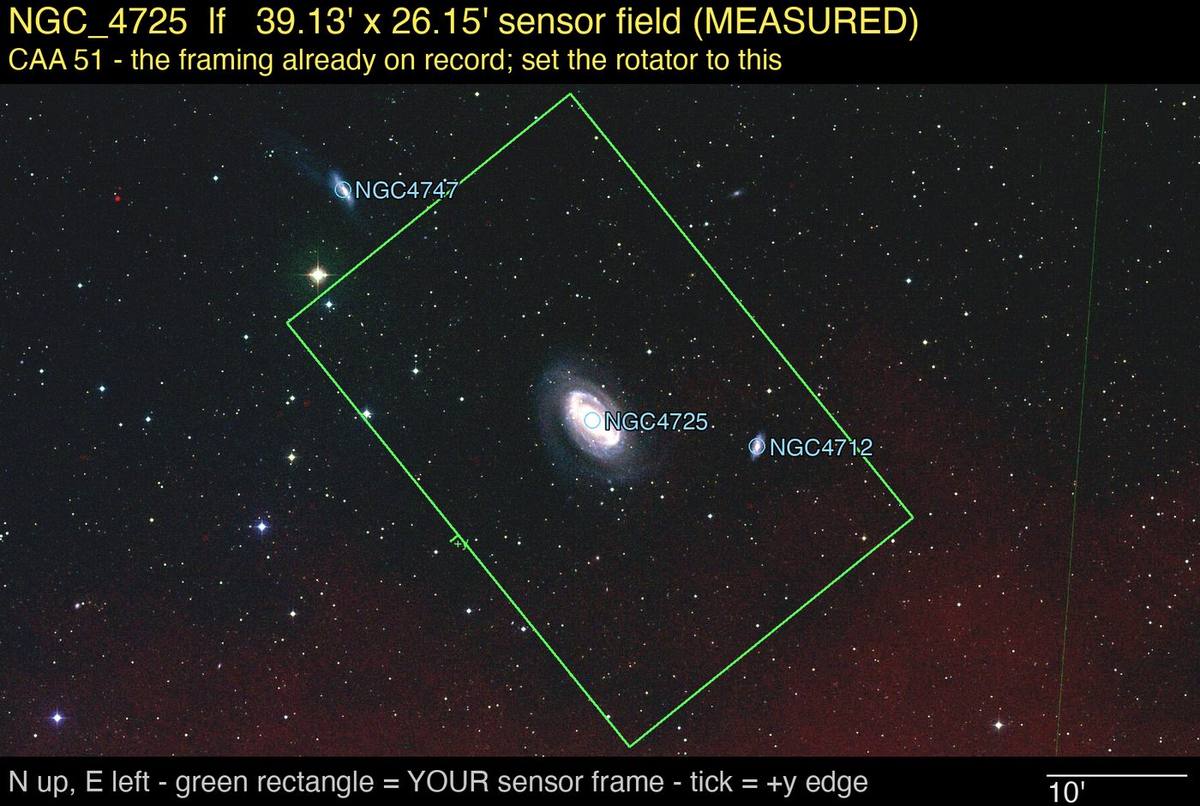 NGC_4725 lf 39.13' x 26.15' sensor field (MEASURED)
CAA 51 - the framing already on record; set the rotator to this
NGC4747
NGC4725
NGC4712
+y
N up, E left - green rectangle = YOUR sensor frame - tick = +y edge
10'